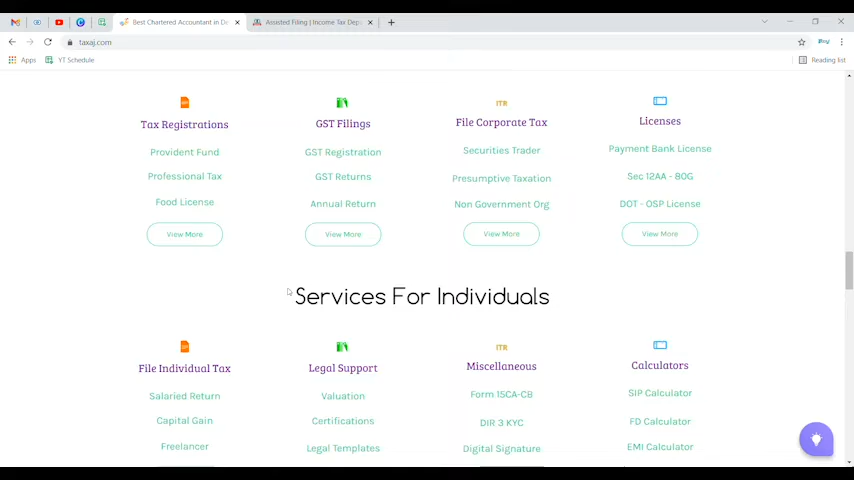 Best Chartered Accountant in De
Assisted Filing | Income Tax Dep
taxaj.com
Apps
YT Schedule
Reading list
Tax Registrations
Provident Fund
Professional Tax
Food License
View More
GST Filings
GST Registration
GST Returns
Annual Return
View More
ITR
File Corporate Tax
Securities Trader
Presumptive Taxation
Non Government Org
View More
Licenses
Payment Bank License
Sec 12AA - 80G
DOT - OSP License
View More
Services For Individuals
File Individual Tax
Salaried Return
Capital Gain
Freelancer
Legal Support
Valuation
Certifications
Legal Templates
ITR
Miscellaneous
Form 15CA-CB
DIR 3 KYC
Digital Signature
Calculators
SIP Calculator
FD Calculator
EMI Calculator